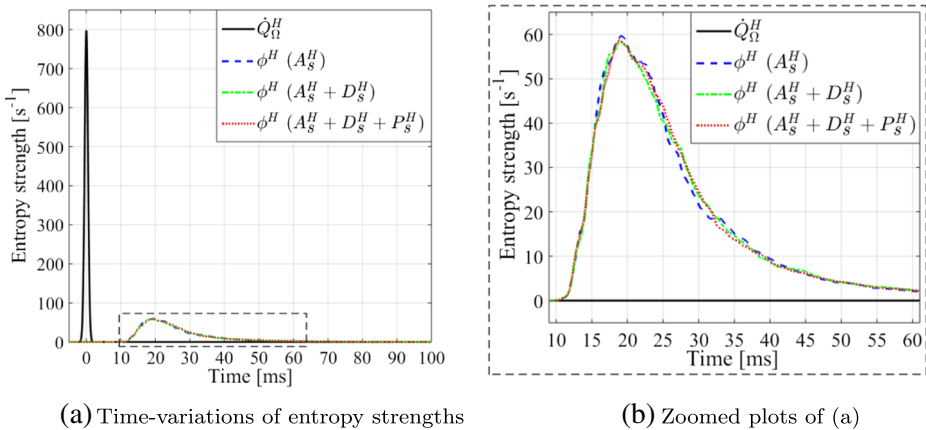 800
700
600
500
400
300
200
100
0
Entropy strength [s⁻¹]
Q̇_Ω^H
ϕ^H (A_s^H)
ϕ^H (A_s^H + D_s^H)
ϕ^H (A_s^H + D_s^H + P_s^H)
0 10 20 30 40 50 60 70 80 90 100
Time [ms]
(a) Time-variations of entropy strengths
60
50
40
30
20
10
0
Entropy strength [s⁻¹]
Q̇_Ω^H
ϕ^H (A_s^H)
ϕ^H (A_s^H + D_s^H)
ϕ^H (A_s^H + D_s^H + P_s^H)
10 15 20 25 30 35 40 45 50 55 60
Time [ms]
(b) Zoomed plots of (a)